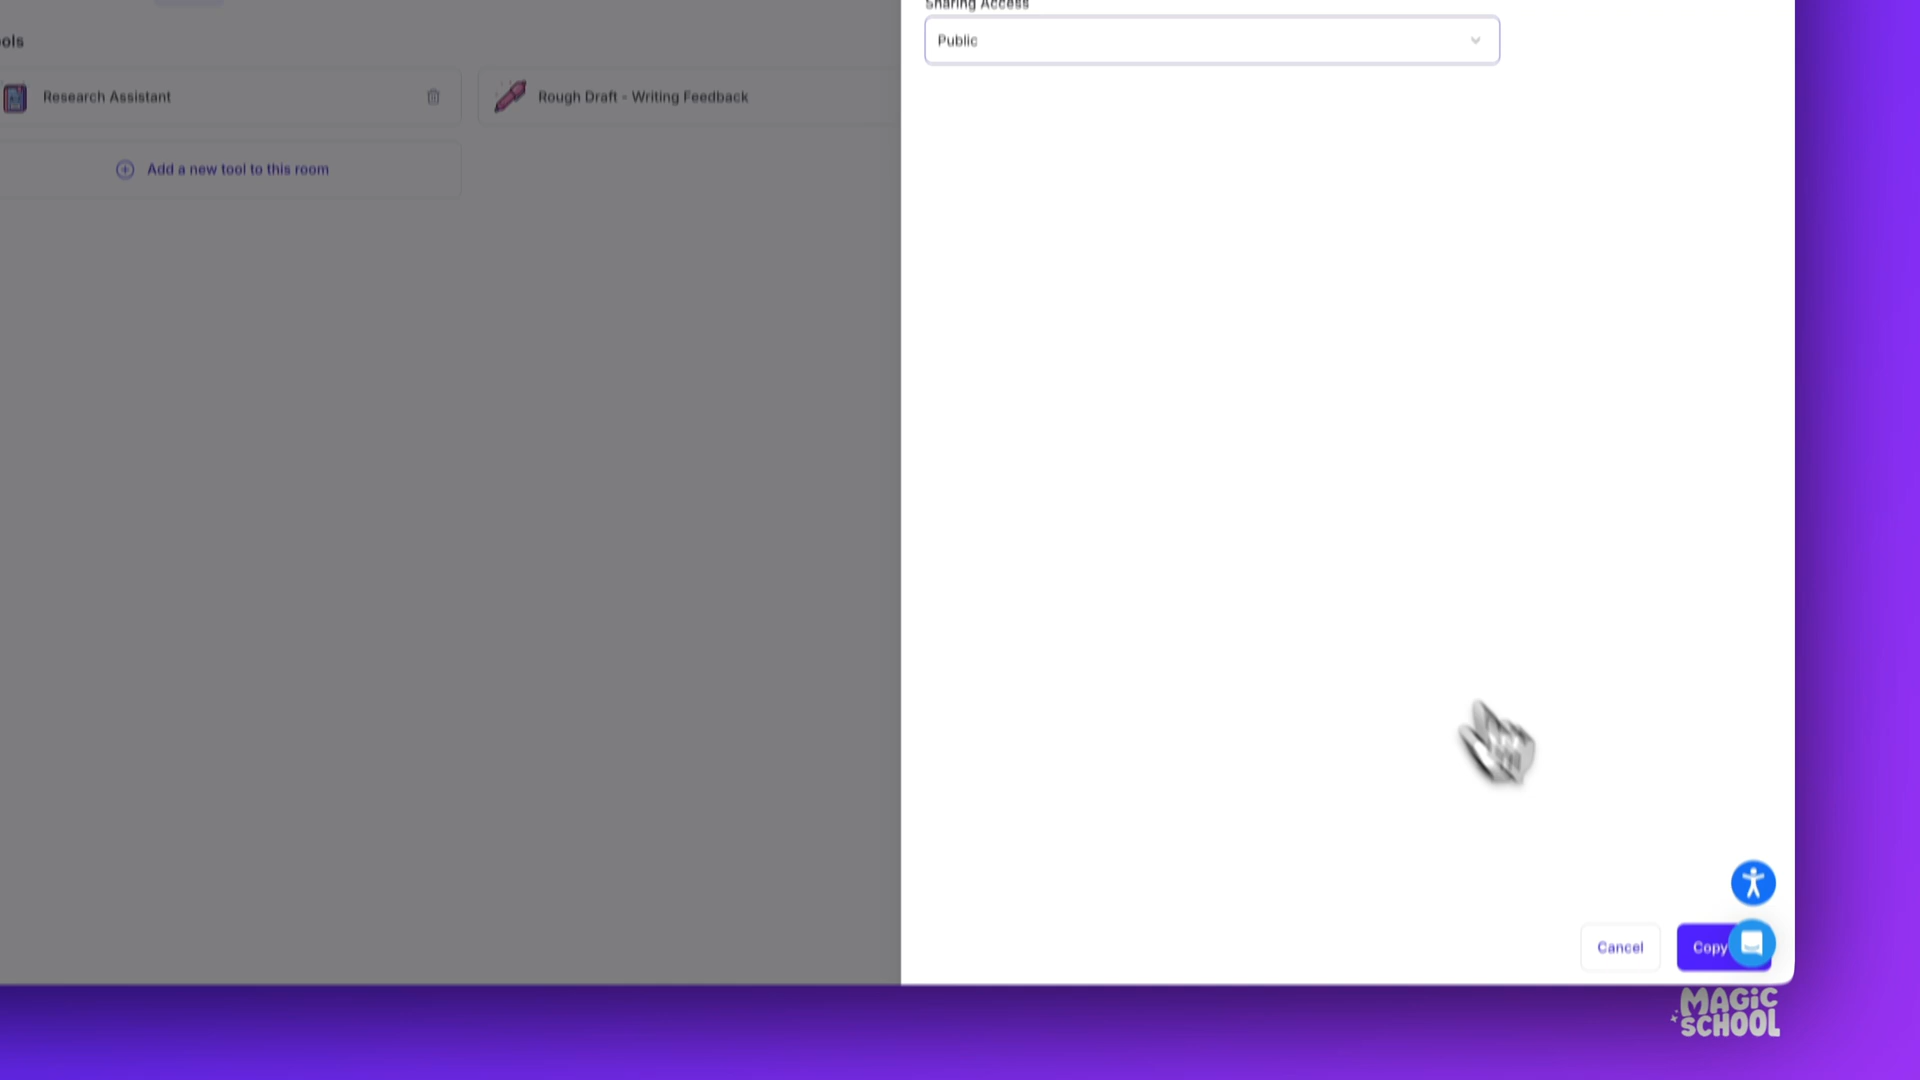 Sharing Access
Public
ols
Research Assistant
Rough Draft - Writing Feedback
Add a new tool to this room
Cancel
Copy
MAGiC
SCHOOL